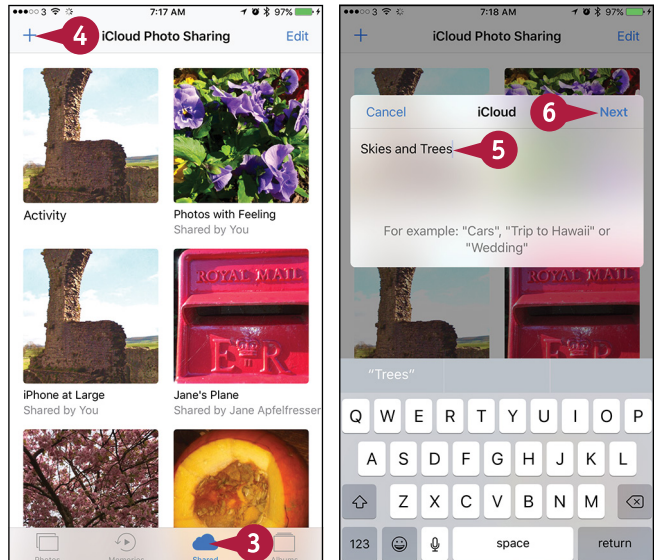 ●●●○○ 3 7:17 AM 97%
+ 4 iCloud Photo Sharing Edit
Activity
Photos with Feeling
Shared by You
ROYAL MAIL
E R
iPhone at Large
Shared by You
Jane's Plane
Shared by Jane Apfelfresser
Photos Memories Shared 3 Albums
●●●○○ 3 7:18 AM 97%
+ iCloud Photo Sharing Edit
Cancel iCloud 6 Next
Skies and Trees 5
For example: "Cars", "Trip to Hawaii" or
"Wedding"
“Trees”
Q W E R T Y U I O P
A S D F G H J K L
Z X C V B N M
123 space return